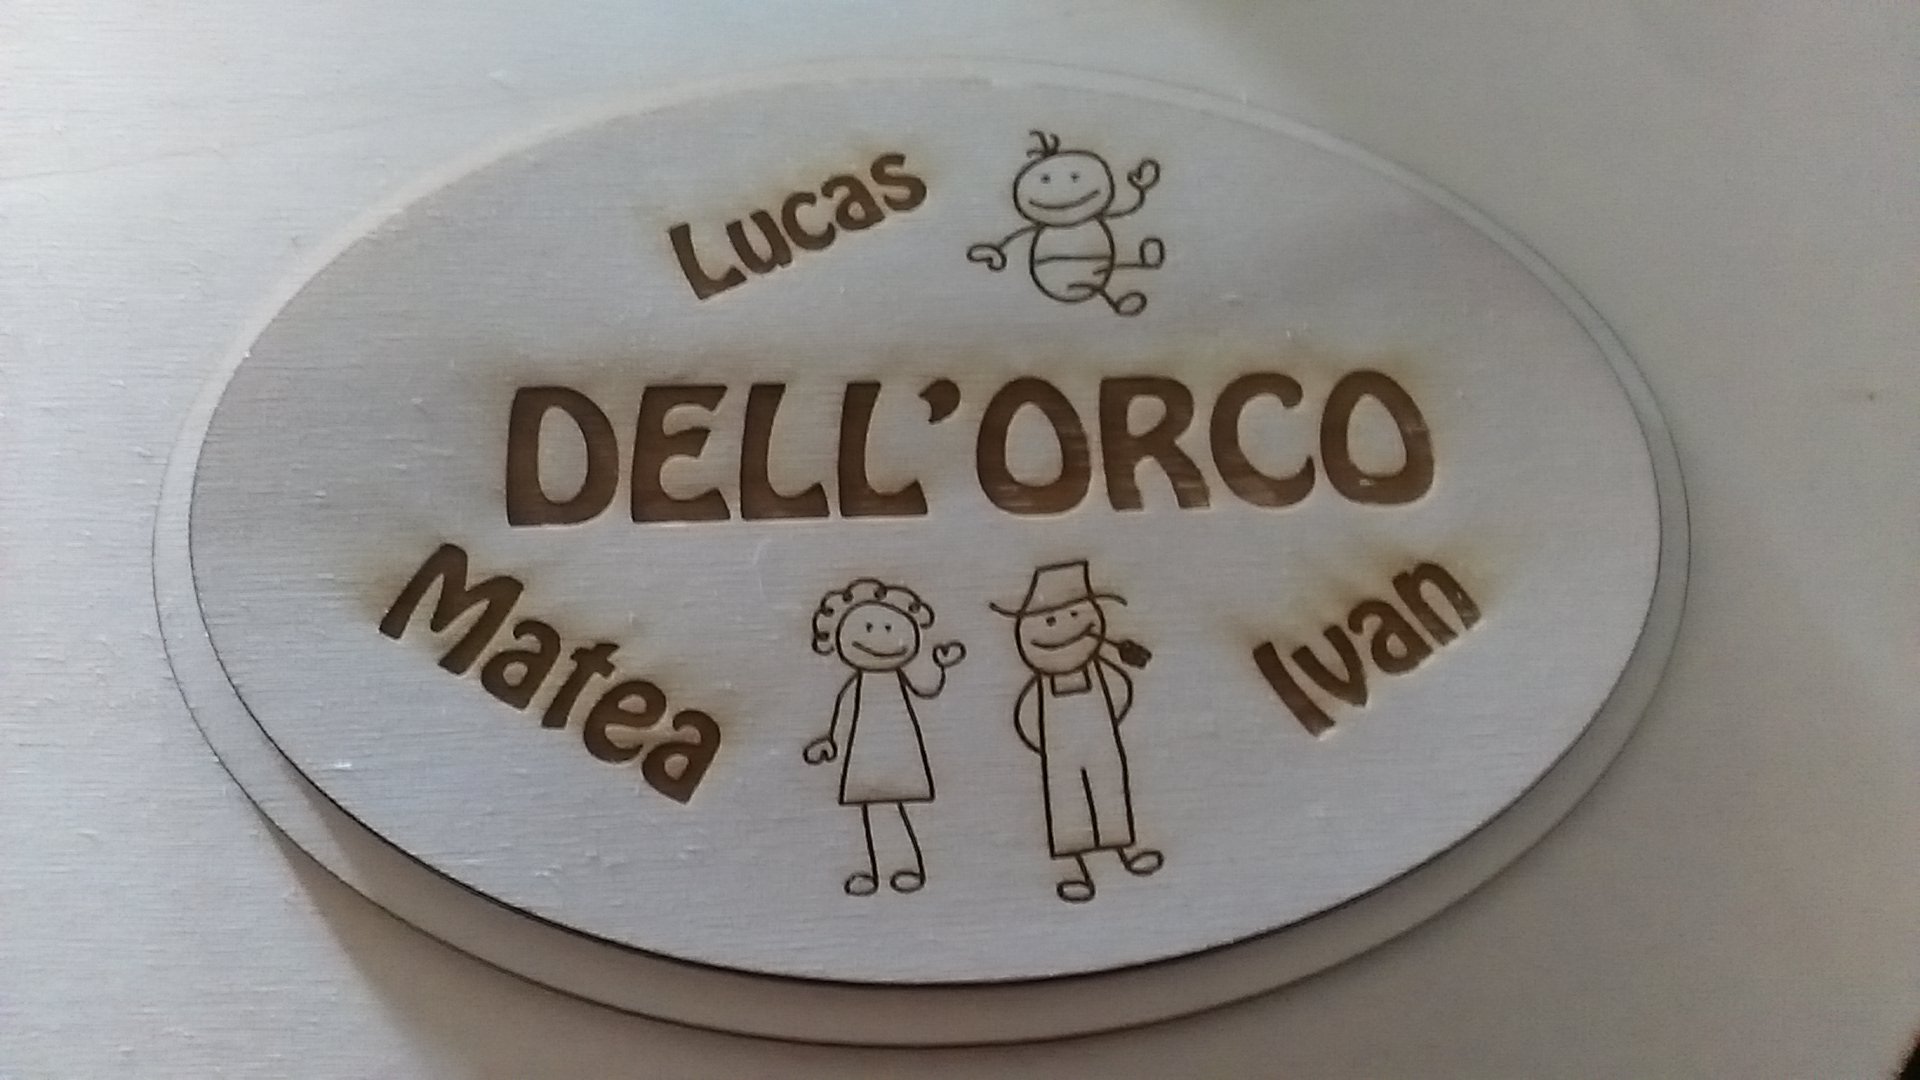 Lucas
DELL'ORCO
Matea
Ivan